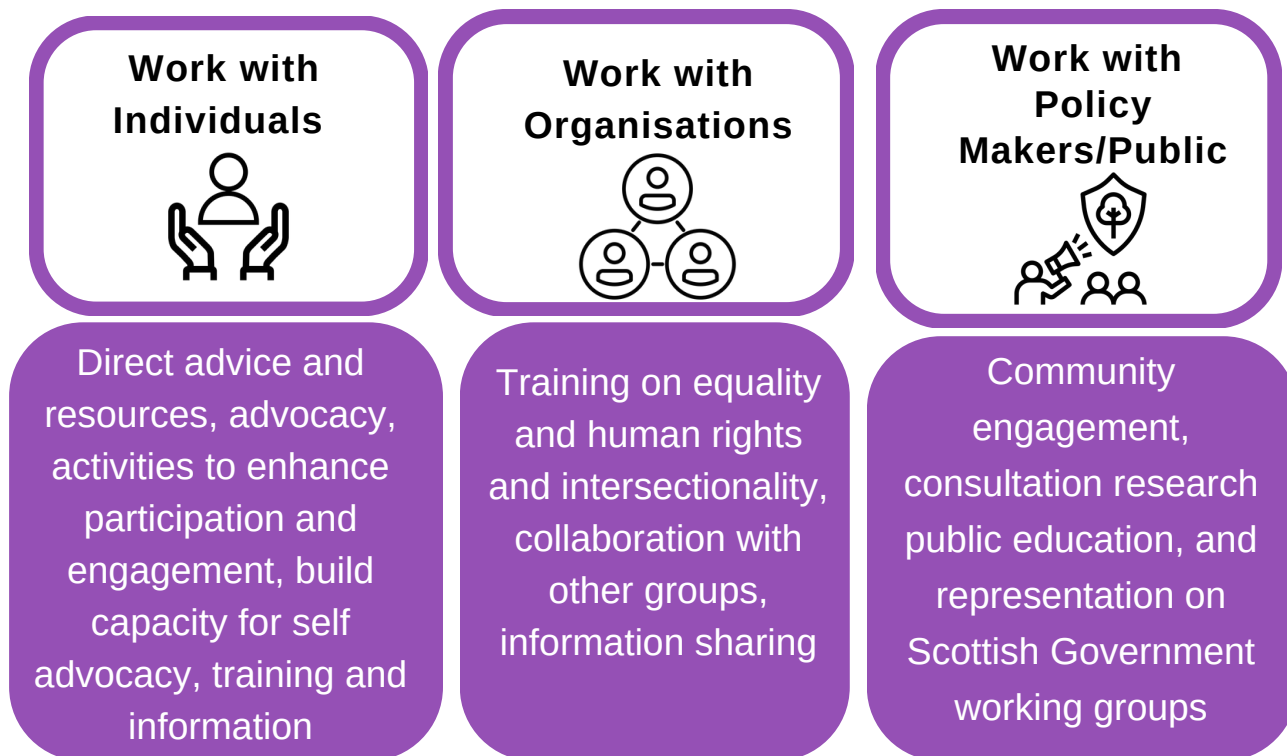 Work with
Individuals
Direct advice and
resources, advocacy,
activities to enhance
participation and
engagement, build
capacity for self
advocacy, training and
information
Work with
Organisations
Training on equality
and human rights
and intersectionality,
collaboration with
other groups,
information sharing
Work with
Policy
Makers/Public
Community
engagement,
consultation research
public education, and
representation on
Scottish Government
working groups